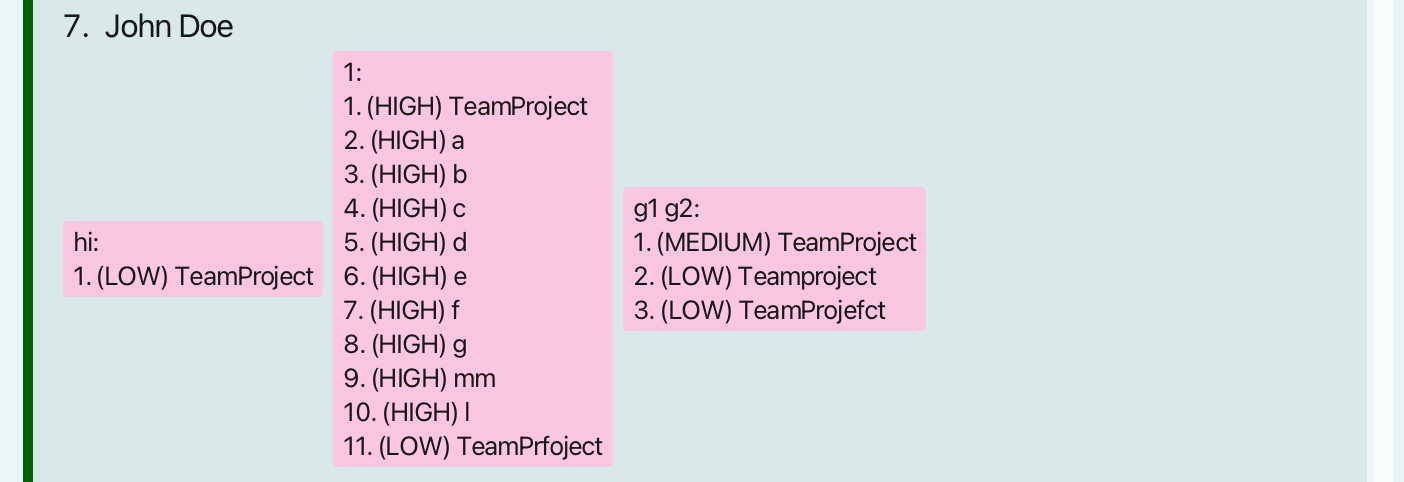 7. John Doe
hi:
1. (LOW) TeamProject
1:
1. (HIGH) TeamProject
2. (HIGH) a
3. (HIGH) b
4. (HIGH) c
5. (HIGH) d
6. (HIGH) e
7. (HIGH) f
8. (HIGH) g
9. (HIGH) mm
10. (HIGH) l
11. (LOW) TeamPrfoject
g1 g2:
1. (MEDIUM) TeamProject
2. (LOW) Teamproject
3. (LOW) TeamProjefct